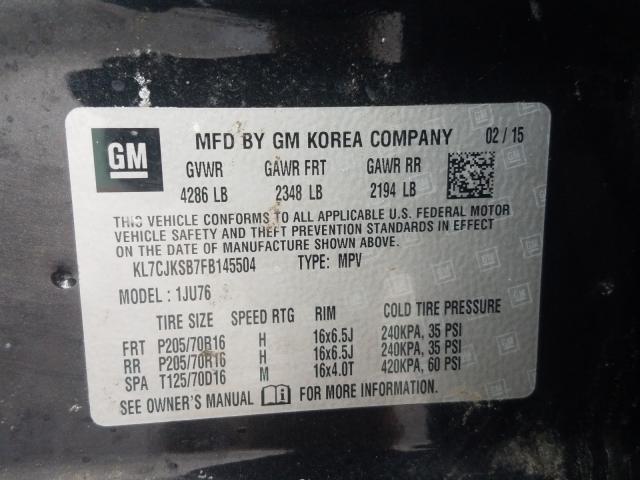 GM MFD BY GM KOREA COMPANY 02/15
GVWR GAWR FRT GAWR RR
4286 LB 2348 LB 2194 LB
THIS VEHICLE CONFORMS TO ALL APPLICABLE U.S. FEDERAL MOTOR
VEHICLE SAFETY AND THEFT PREVENTION STANDARDS IN EFFECT
ON THE DATE OF MANUFACTURE SHOWN ABOVE.
KL7CJKSB7FB145504 TYPE: MPV
MODEL: 1JU76
TIRE SIZE SPEED RTG RIM COLD TIRE PRESSURE
FRT P205/70R16 H 16x6.5J 240KPA, 35 PSI
RR P205/70R16 H 16x6.5J 240KPA, 35 PSI
SPA T125/70D16 M 16x4.0T 420KPA, 60 PSI
SEE OWNER'S MANUAL FOR MORE INFORMATION.